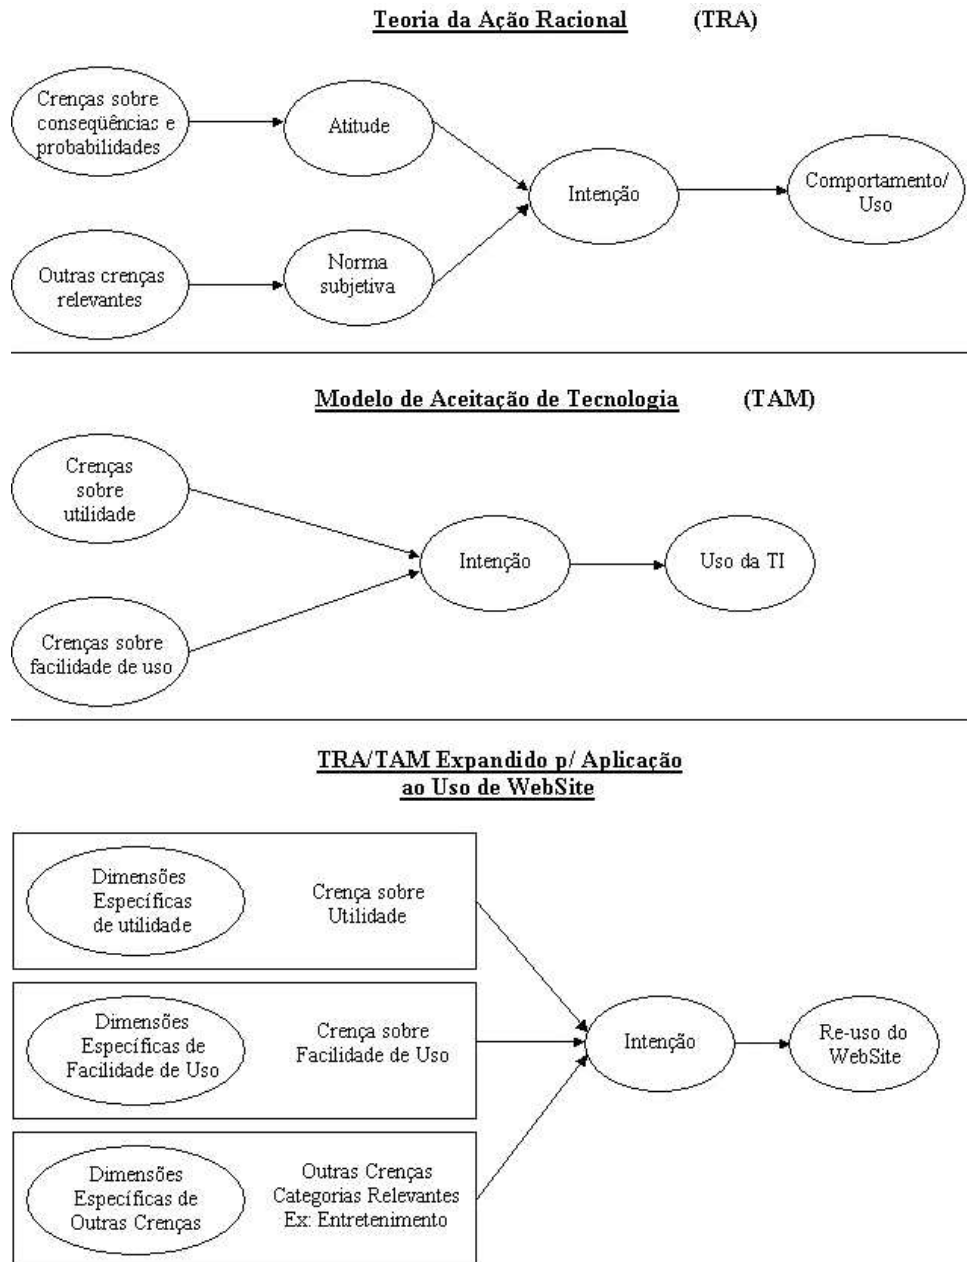 Teoria da Ação Racional (TRA)
Crenças sobre
conseqüências e
probabilidades
Atitude
Intenção
Comportamento/
Uso
Outras crenças
relevantes
Norma
subjetiva
Modelo de Aceitação de Tecnologia (TAM)
Crenças
sobre
utilidade
Intenção
Uso da TI
Crenças sobre
facilidade de uso
TRA/TAM Expandido p/ Aplicação
ao Uso de WebSite
Dimensões
Específicas
de utilidade
Crença sobre
Utilidade
Dimensões
Específicas de
Facilidade de Uso
Crença sobre
Facilidade de Uso
Intenção
Re-uso do
WebSite
Dimensões
Específicas de
Outras Crenças
Outras Crenças
Categorias Relevantes
Ex: Entretenimento